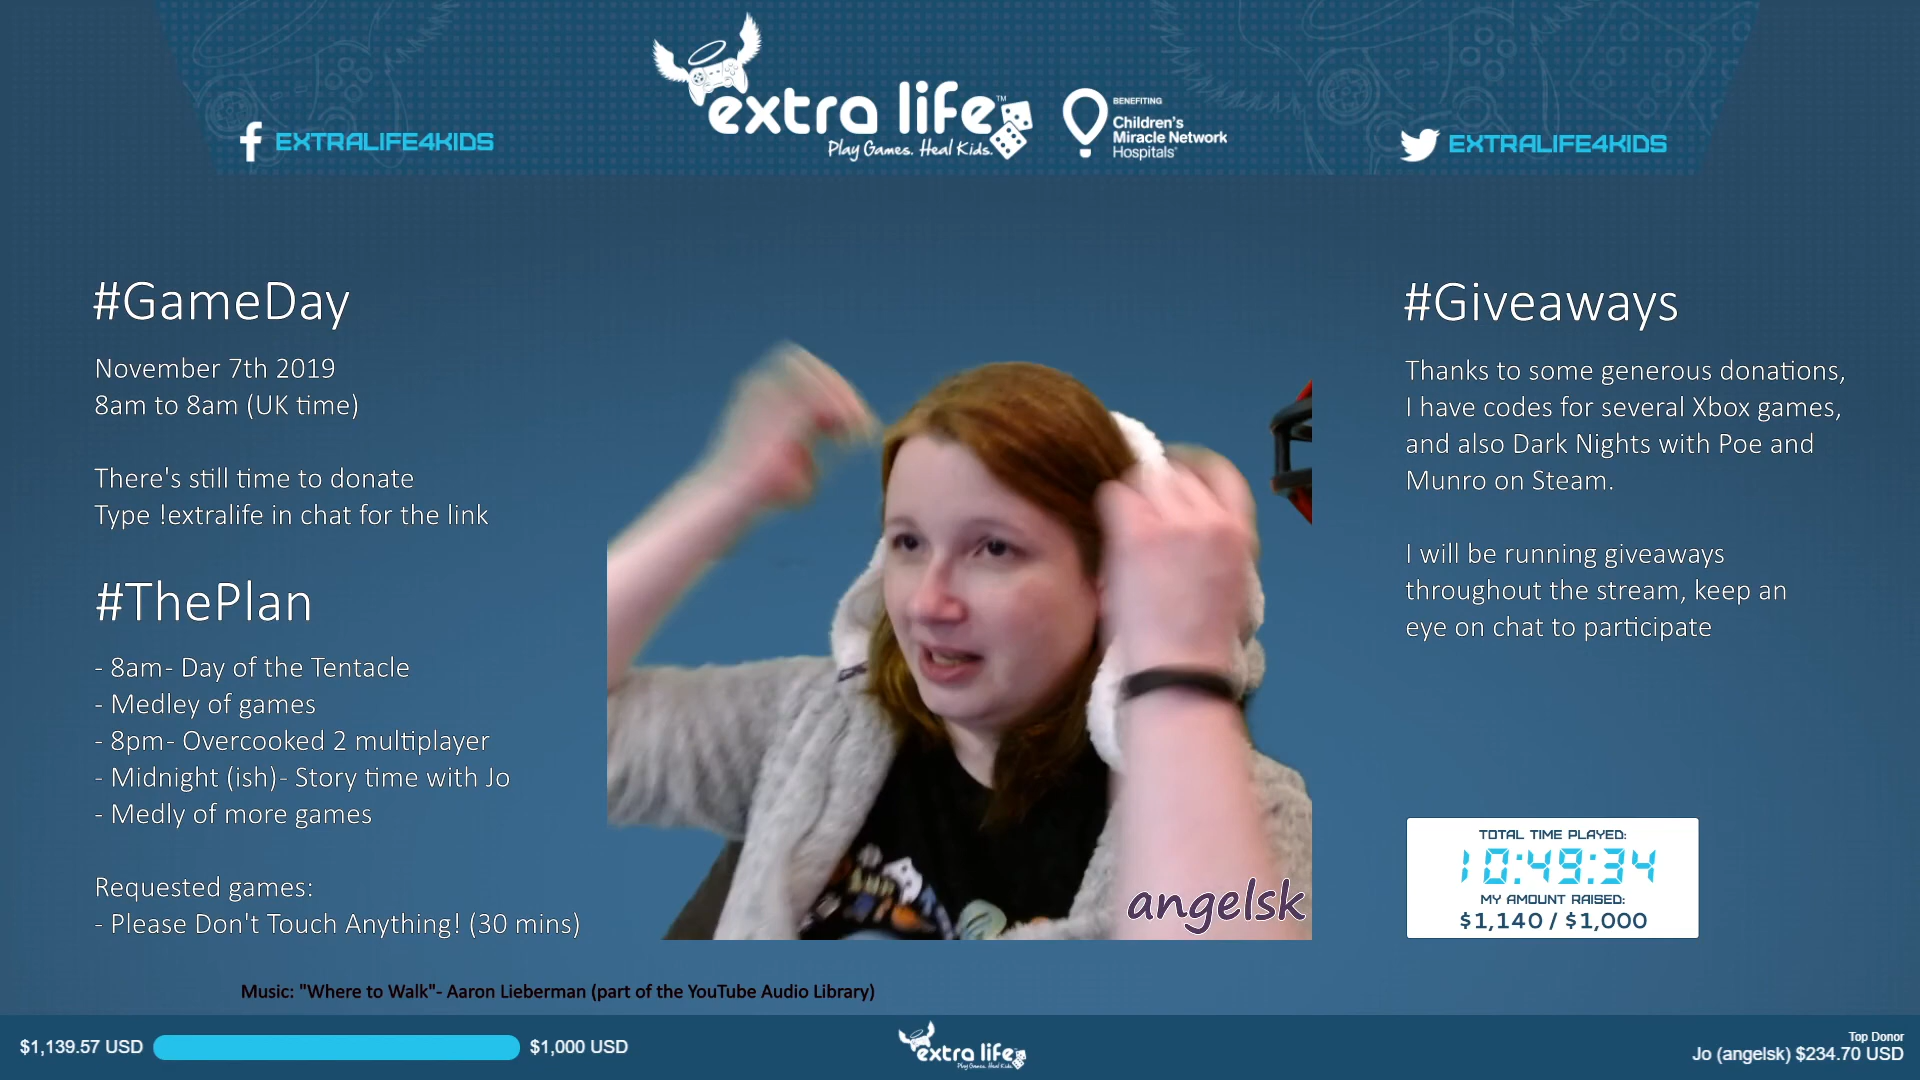 extra life™
Play Games. Heal Kids.
BENEFITING
Children's
Miracle Network
Hospitals®
EXTRALIFE4KIDS
EXTRALIFE4KIDS
#GameDay
November 7th 2019
8am to 8am (UK time)
There's still time to donate
Type !extralife in chat for the link
#ThePlan
- 8am- Day of the Tentacle
- Medley of games
- 8pm- Overcooked 2 multiplayer
- Midnight (ish)- Story time with Jo
- Medly of more games
Requested games:
- Please Don't Touch Anything! (30 mins)
#Giveaways
Thanks to some generous donations,
I have codes for several Xbox games,
and also Dark Nights with Poe and
Munro on Steam.
I will be running giveaways
throughout the stream, keep an
eye on chat to participate
angelsk
TOTAL TIME PLAYED:
10:49:34
MY AMOUNT RAISED:
$1,140 / $1,000
Music: "Where to Walk"- Aaron Lieberman (part of the YouTube Audio Library)
$1,139.57 USD
$1,000 USD
extra life
Play Games. Heal Kids.
Top Donor
Jo (angelsk) $234.70 USD